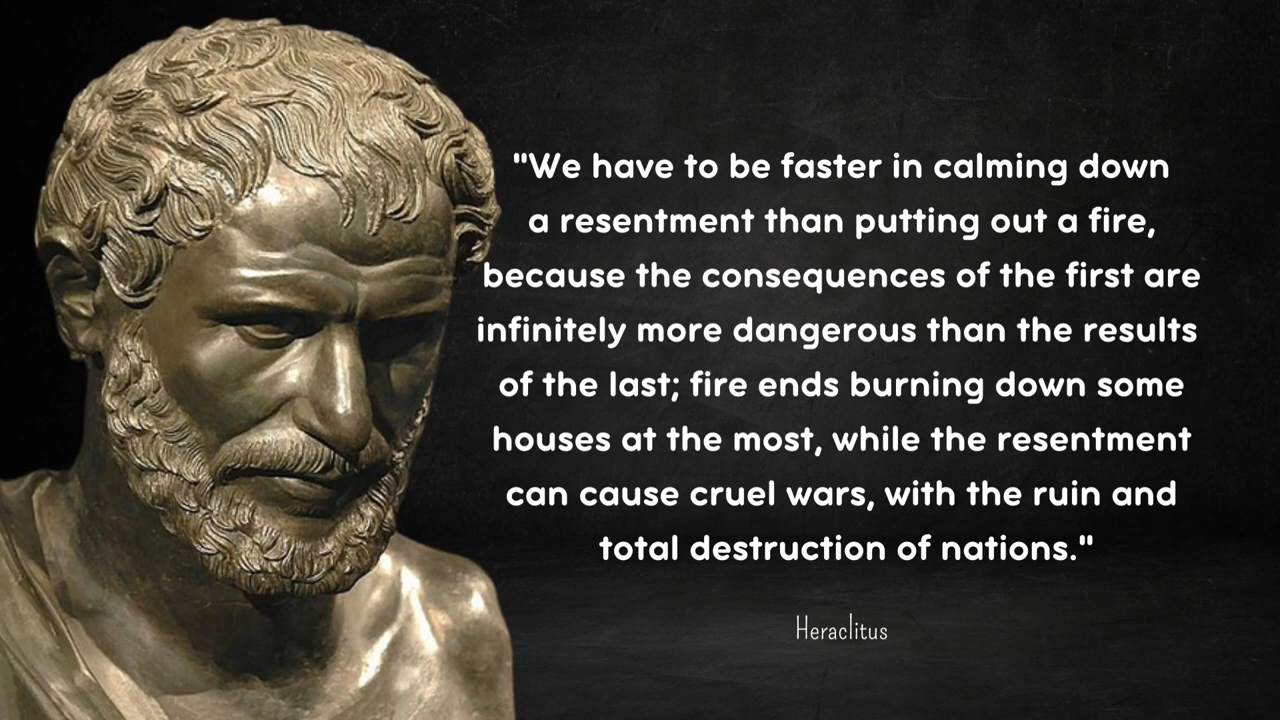 "We have to be faster in calming down
a resentment than putting out a fire,
because the consequences of the first are
infinitely more dangerous than the results
of the last; fire ends burning down some
houses at the most, while the resentment
can cause cruel wars, with the ruin and
total destruction of nations."
Heraclitus